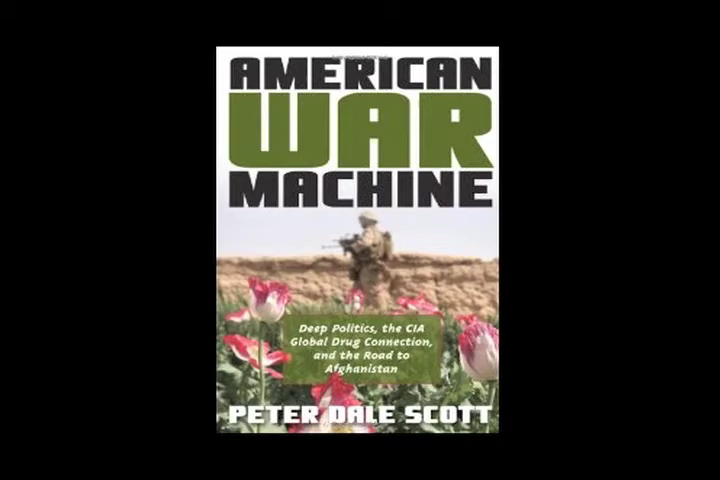 AMERICAN
WAR
MACHINE
Deep Politics, the CIA
Global Drug Connection,
and the Road to
Afghanistan
PETER DALE SCOTT